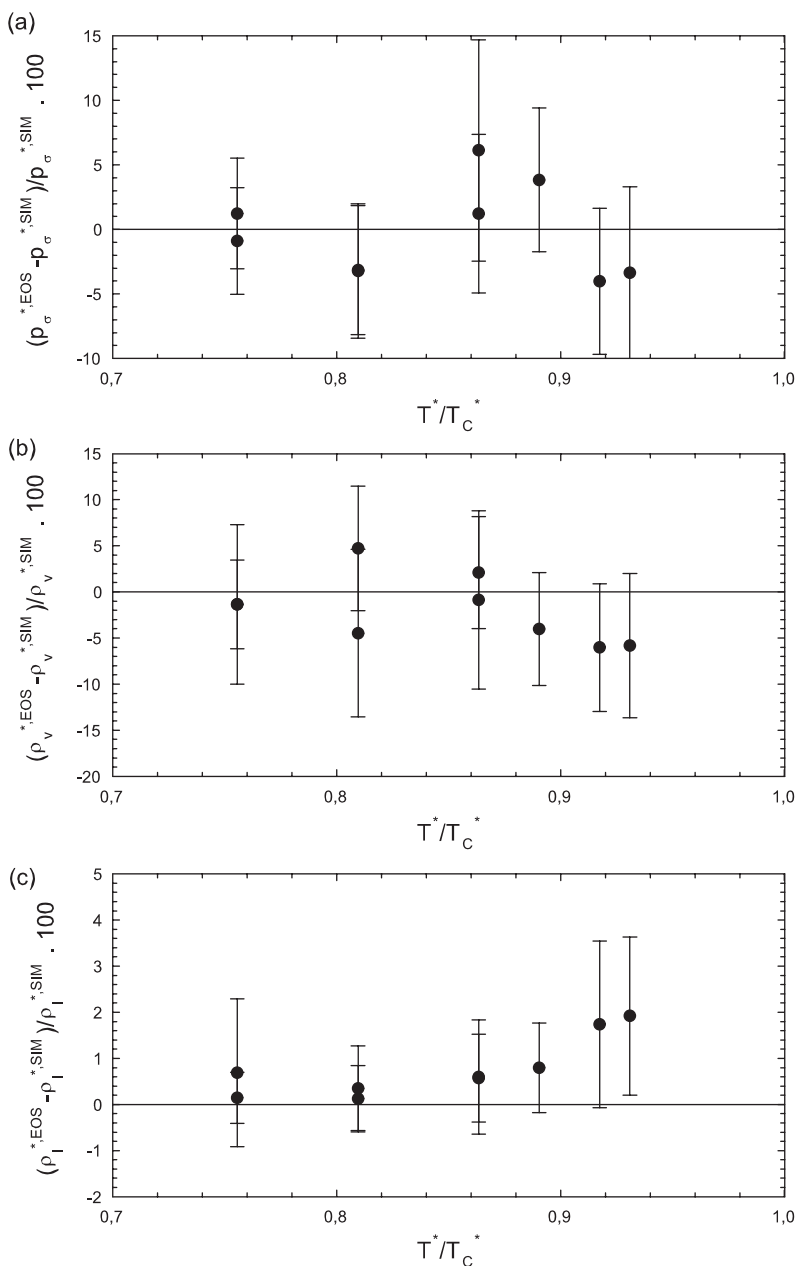 (a)
(p_σ^*,EOS -p_σ^*,SIM)/p_σ^*,SIM . 100
15
10
5
0
-5
-10
0,7 0,8 0,9 1,0
T^*/T_C^*
(b)
(ρ_v^*,EOS -ρ_v^*,SIM)/ρ_v^*,SIM . 100
15
10
5
0
-5
-10
-15
-20
0,7 0,8 0,9 1,0
T^*/T_C^*
(c)
(ρ_l^*,EOS -ρ_l^*,SIM)/ρ_l^*,SIM . 100
5
4
3
2
1
0
-1
-2
0,7 0,8 0,9 1,0
T^*/T_C^*